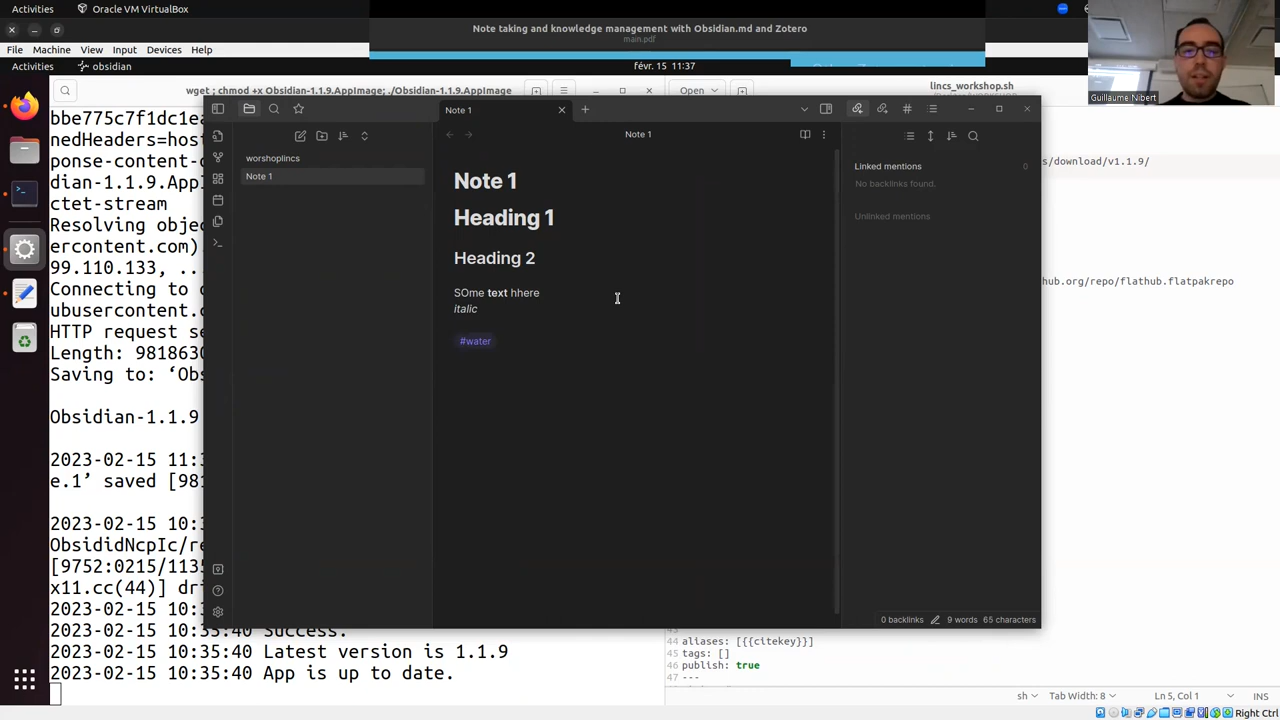 Activities
Oracle VM VirtualBox
Note taking and knowledge management with Obsidian.md and Zotero
main.pdf
File Machine View Input Devices Help
Activities
obsidian
févr. 15 11:37
wget ; chmod +x Obsidian-1.1.9.AppImage; ./Obsidian-1.1.9.AppImage
Open
lincs_workshop.sh
Guillaume Nibert
bbe775c7f1dc1ea
nedHeaders=host
ponse-content-d
dian-1.1.9.AppI
ctet-stream
Resolving objec
ercontent.com).
99.110.133, ...
Connecting to o
ubusercontent.c
HTTP request se
Length: 9818630
Saving to: ‘Obs
Obsidian-1.1.9
2023-02-15 11:3
e.1’ saved [981
2023-02-15 10:3
ObsididNcpIc/re
[9752:0215/1135
x11.cc(44)] dri
2023-02-15 10:3
2023-02-15 10:35:40 Success.
2023-02-15 10:35:40 Latest version is 1.1.9
2023-02-15 10:35:40 App is up to date.
Note 1
worshoplincs
Note 1
Note 1
Note 1
Heading 1
Heading 2
SOme text hhere
italic
#water
Linked mentions 0
No backlinks found.
Unlinked mentions
0 backlinks 9 words 65 characters
s/download/v1.1.9/
hub.org/repo/flathub.flatpakrepo
44 aliases: [{{citekey}}]
45 tags: []
46 publish: true
47 ---
sh Tab Width: 8 Ln 5, Col 1 INS
Right Ctrl